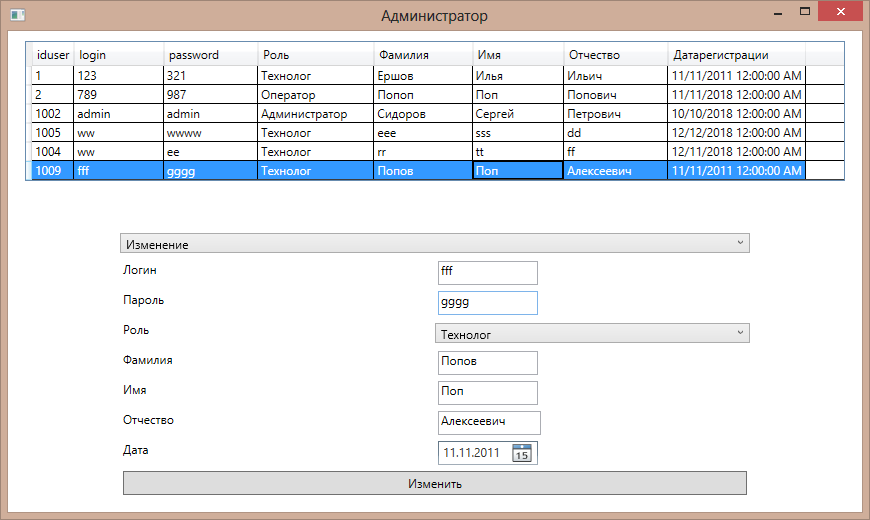 Администратор
iduser login password Роль Фамилия Имя Отчество Датарегистрации
1 123 321 Технолог Ершов Илья Ильич 11/11/2011 12:00:00 AM
2 789 987 Оператор Попоп Поп Попович 11/11/2018 12:00:00 AM
1002 admin admin Администратор Сидоров Сергей Петрович 10/10/2018 12:00:00 AM
1005 ww wwww Технолог eee sss dd 12/12/2018 12:00:00 AM
1004 ww ee Технолог rr tt ff 12/11/2018 12:00:00 AM
1009 fff gggg Технолог Попов Поп Алексеевич 11/11/2011 12:00:00 AM
Изменение
Логин fff
Пароль gggg
Роль Технолог
Фамилия Попов
Имя Поп
Отчество Алексеевич
Дата 11.11.2011 15
Изменить